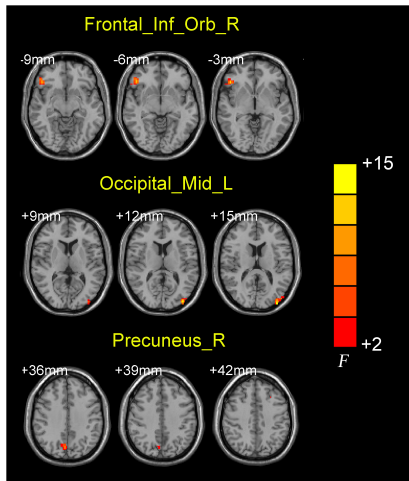 Frontal_Inf_Orb_R
-9mm -6mm -3mm
Occipital_Mid_L
+9mm +12mm +15mm
Precuneus_R
+36mm +39mm +42mm
+15
+2
F